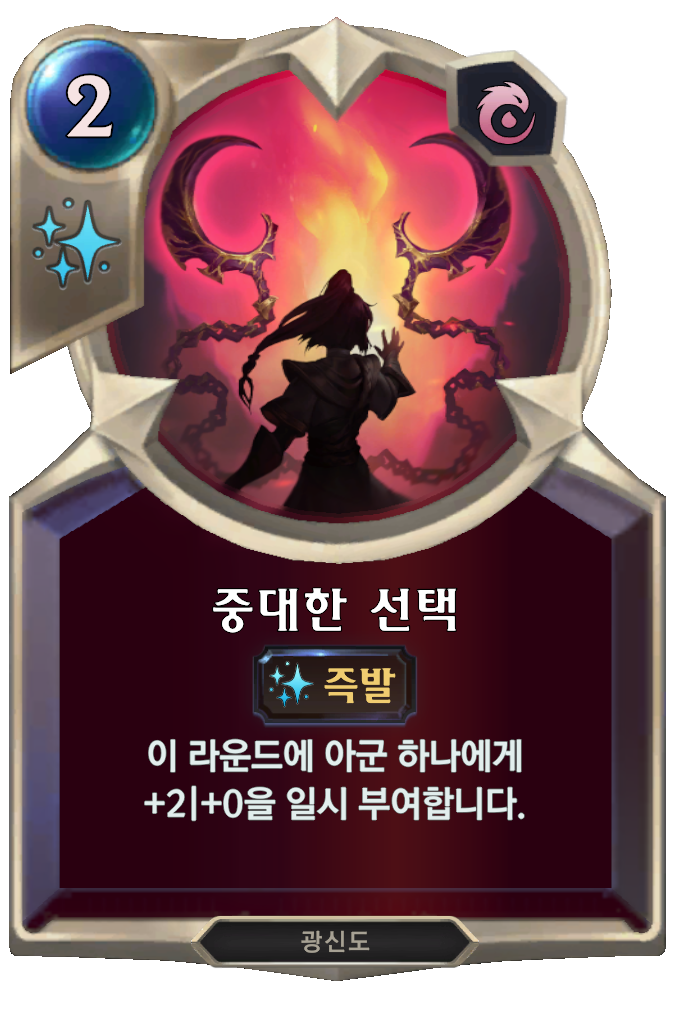 2
중대한 선택
즉발
이 라운드에 아군 하나에게
+2|+0을 일시 부여합니다.
광신도